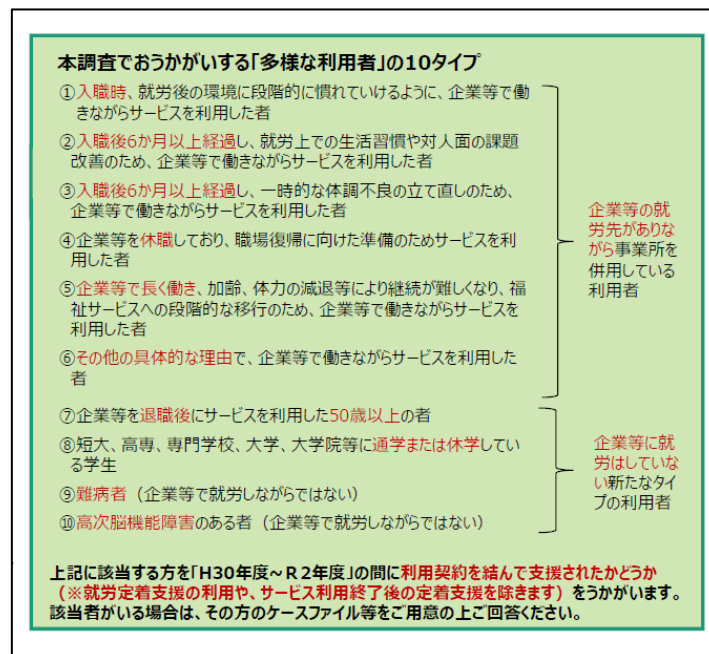 本調査でおうかがいする「多様な利用者」の10タイプ
①入職時、就労後の環境に段階的に慣れていけるように、企業等で働
きながらサービスを利用した者
②入職後6か月以上経過し、就労上での生活習慣や対人面の課題
改善のため、企業等で働きながらサービスを利用した者
③入職後6か月以上経過し、一時的な体調不良の立て直しのため、
企業等で働きながらサービスを利用した者
④企業等を休職しており、職場復帰に向けた準備のためサービスを利
用した者
⑤企業等で長く働き、加齢、体力の減退等により継続が難しくなり、福
祉サービスへの段階的な移行のため、企業等で働きながらサービスを
利用した者
⑥その他の具体的な理由で、企業等で働きながらサービスを利用した
者
企業等の就
労先がありな
がら事業所を
併用している
利用者
⑦企業等を退職後にサービスを利用した50歳以上の者
⑧短大、高専、専門学校、大学、大学院等に通学または休学してい
る学生
⑨難病者（企業等で就労しながらではない）
⑩高次脳機能障害のある者（企業等で就労しながらではない）
企業等に就
労はしていな
い新たなタイ
プの利用者
上記に該当する方を「H30年度～R2年度」の間に利用契約を結んで支援されたかどうか
（※就労定着支援の利用や、サービス利用終了後の定着支援を除きます）をうかがいます。
該当者がいる場合は、その方のケースファイル等をご用意の上ご回答ください。